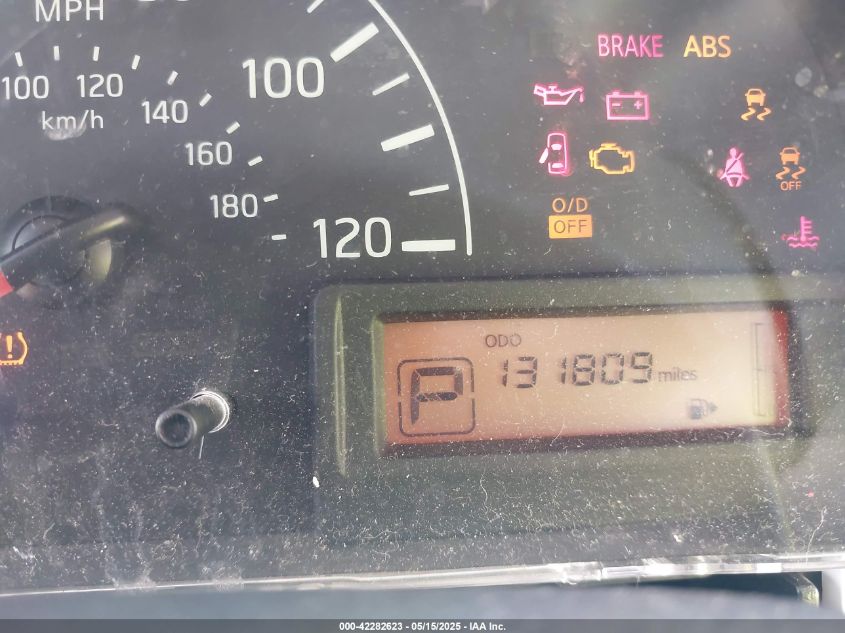 MPH
100
BRAKE ABS
100 120
140
km/h
160
O/D
OFF
OFF
180
120
ODO
P 131809 miles
000-42282623 - 05/15/2025 - IAA Inc.